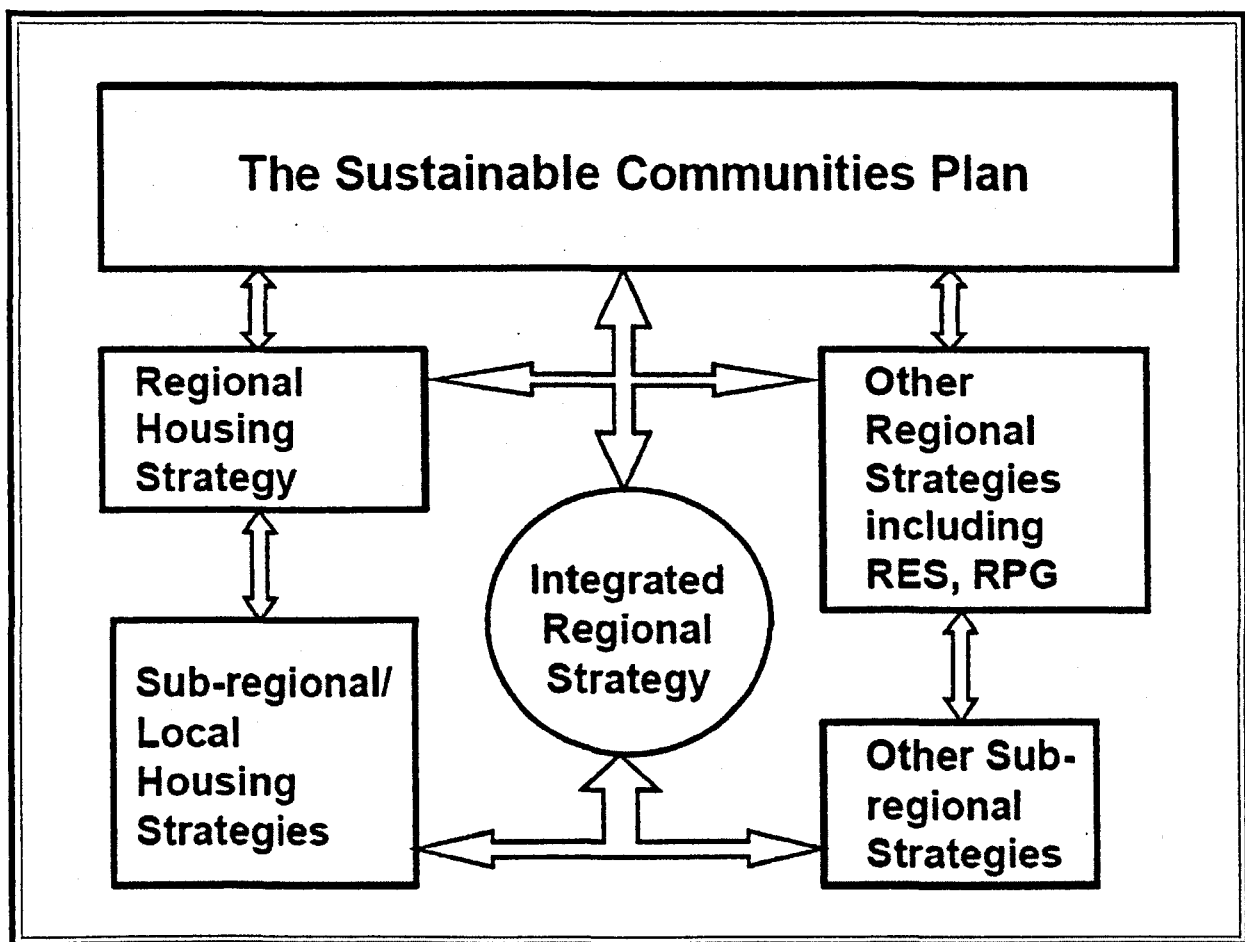 The Sustainable Communities Plan
Regional
Housing
Strategy
Other
Regional
Strategies
including
RES, RPG
Integrated
Regional
Strategy
Sub-regional/
Local
Housing
Strategies
Other Sub-
regional
Strategies